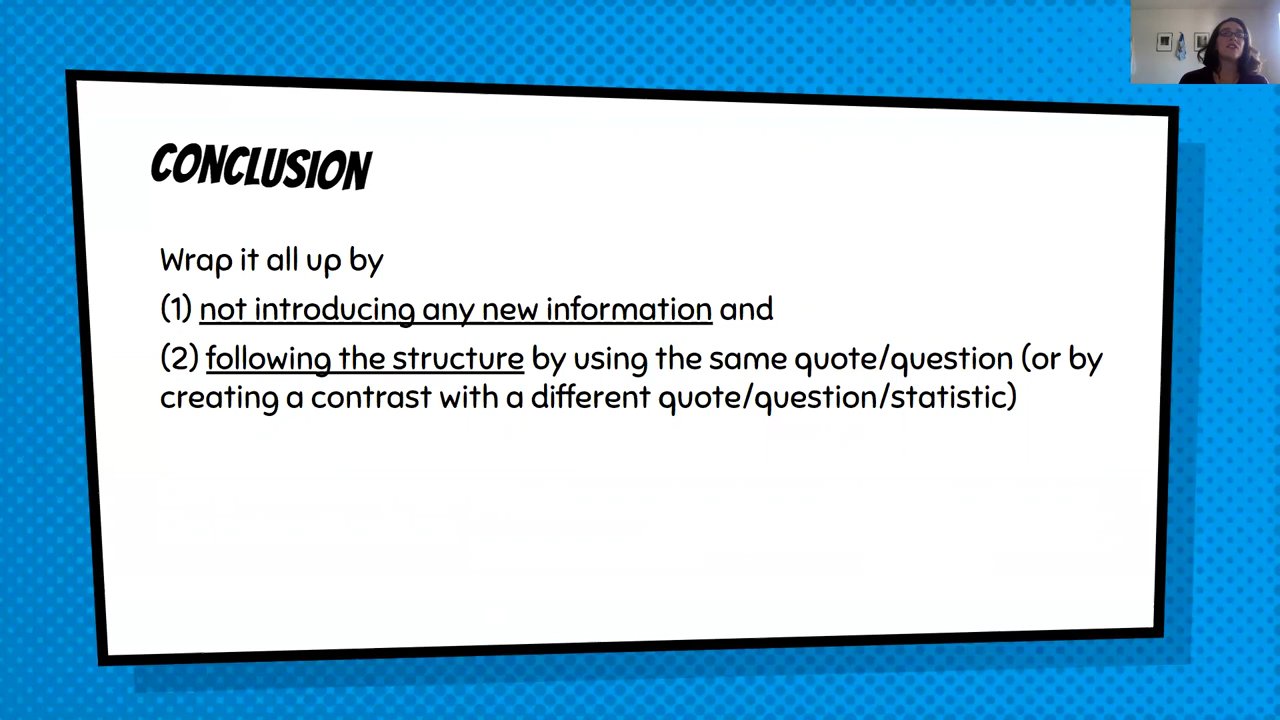 CONCLUSION
Wrap it all up by
(1) not introducing any new information and
(2) following the structure by using the same quote/question (or by
creating a contrast with a different quote/question/statistic)